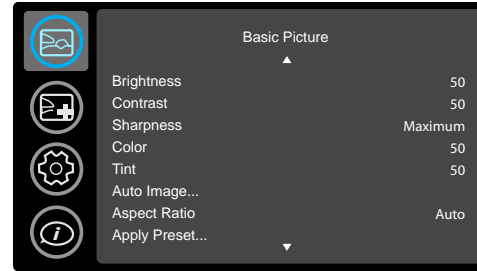 Basic Picture
Brightness 50
Contrast 50
Sharpness Maximum
Color 50
Tint 50
Auto Image...
Aspect Ratio Auto
Apply Preset...
i